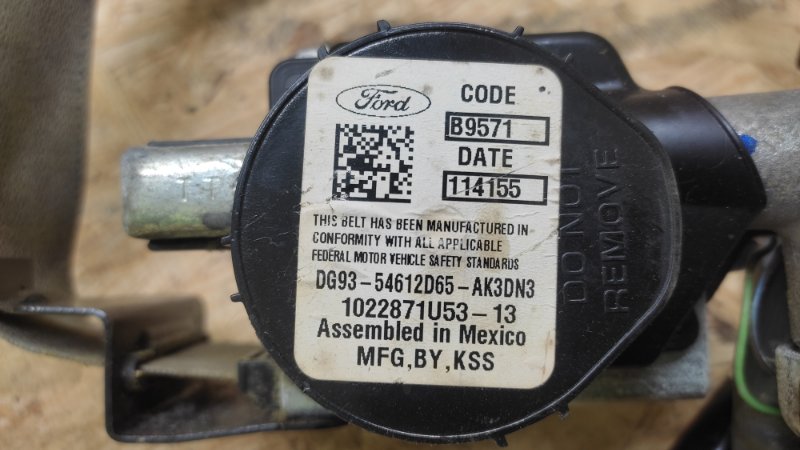 Ford
CODE
B9571
DATE
114155
THIS BELT HAS BEEN MANUFACTURED IN
CONFORMITY WITH ALL APPLICABLE
FEDERAL MOTOR VEHICLE SAFETY STANDARDS
DG93-54612D65-AK3DN3
1022871U53-13
Assembled in Mexico
MFG,BY,KSS
DO NOT
REMOVE